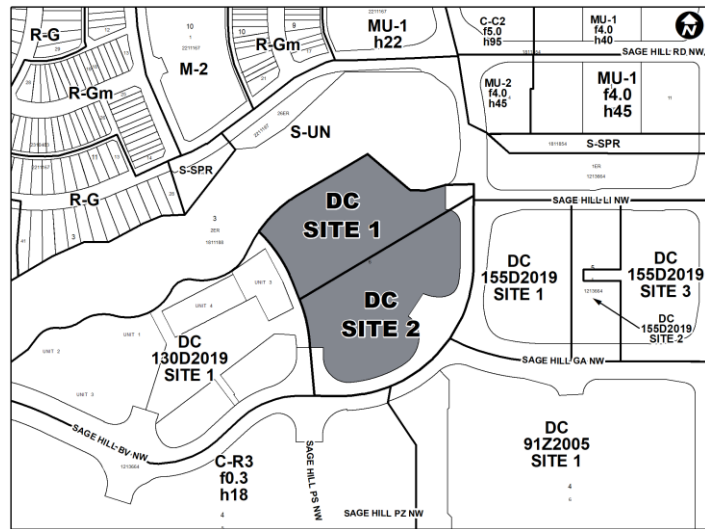 R-G
R-Gm
R-G
M-2
R-Gm
MU-1
h22
C-C2
f5.0
h95
MU-1
f4.0
h40
SAGE HILL RD NW
MU-2
f4.0
h45
MU-1
f4.0
h45
S-SPR
S-UN
S-SPR
SAGE HILL LI NW
DC
SITE 1
DC
SITE 2
DC
155D2019
SITE 1
DC
155D2019
SITE 3
DC
155D2019
SITE 2
1213664
SAGE HILL GA NW
UNIT 3
UNIT 4
UNIT 1
UNIT 2
UNIT 3
DC
130D2019
SITE 1
SAGE HILL BV NW
1213664
C-R3
f0.3
h18
SAGE HILL PS NW
SAGE HILL PZ NW
DC
91Z2005
SITE 1